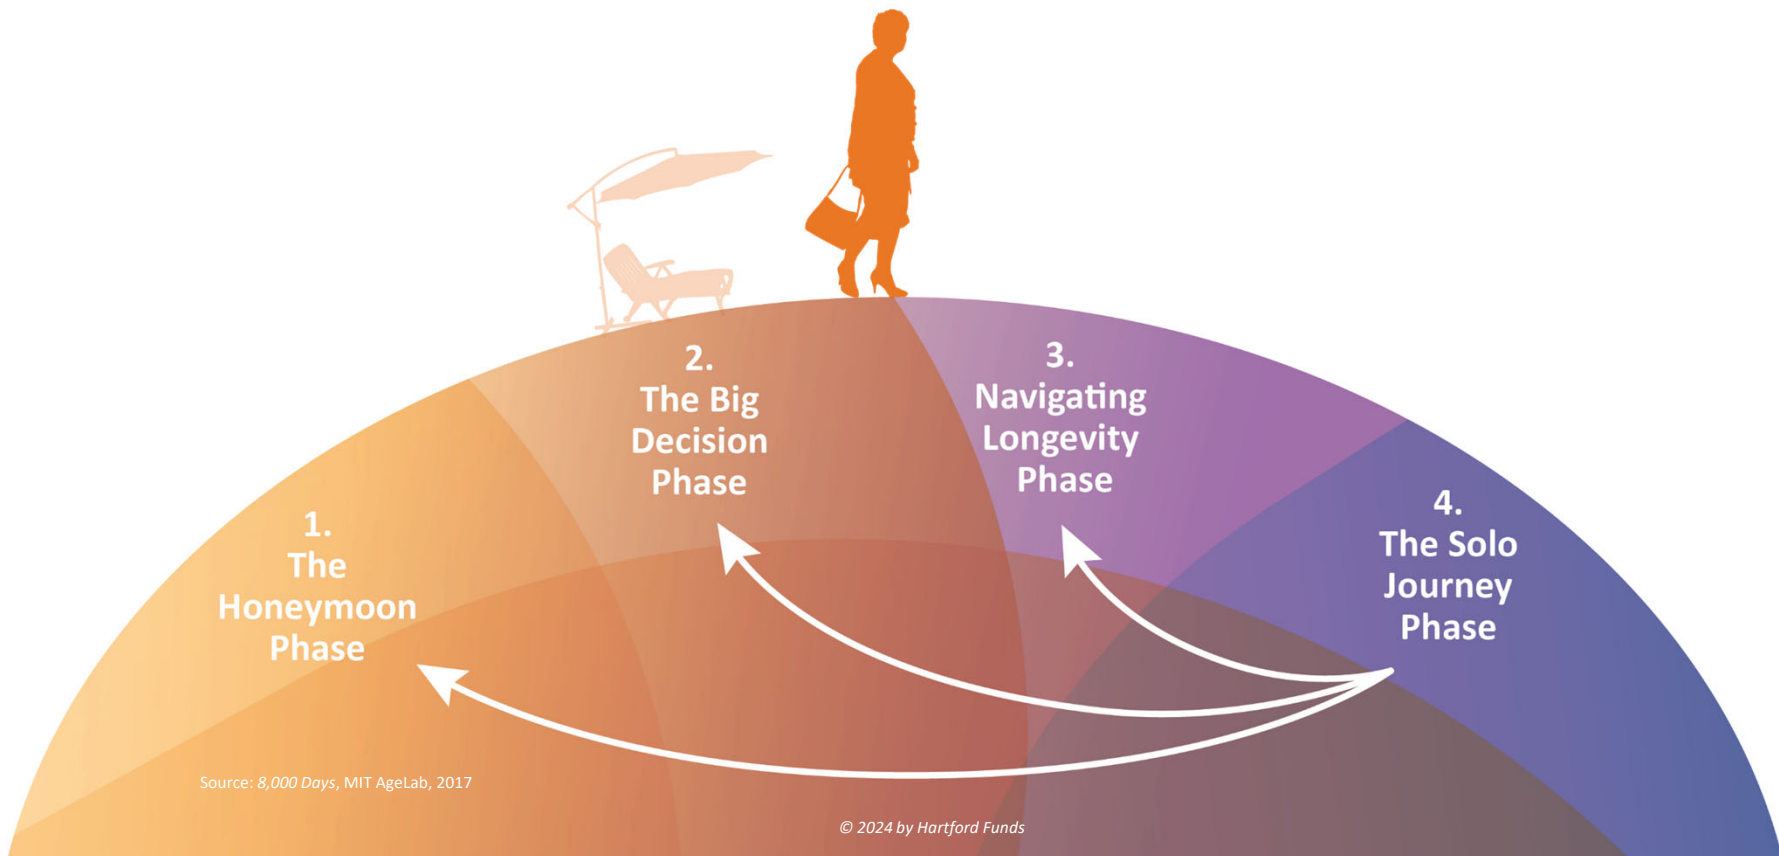 1.
The
Honeymoon
Phase
2.
The Big
Decision
Phase
3.
Navigating
Longevity
Phase
4.
The Solo
Journey
Phase
Source: 8,000 Days, MIT AgeLab, 2017
© 2024 by Hartford Funds